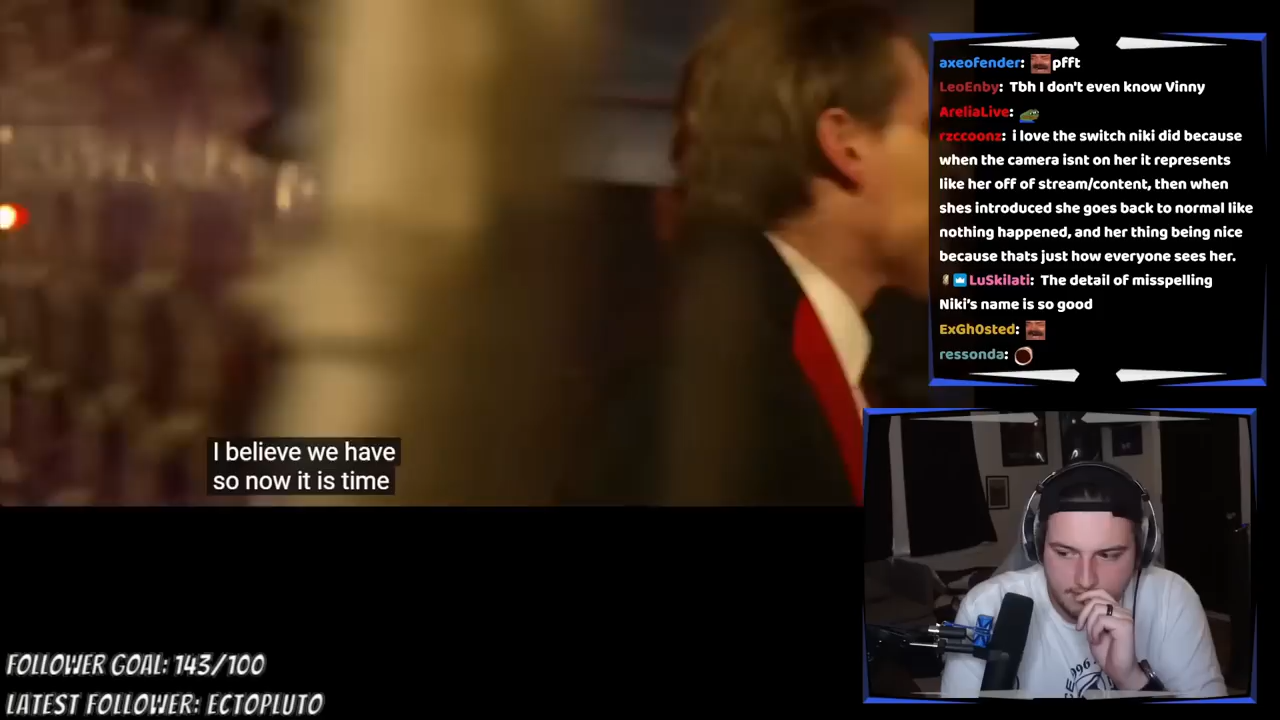 axeofender: pfft
LeoEnby: Tbh I don't even know Vinny
AreliaLive:
rzccoonz: i love the switch niki did because
when the camera isnt on her it represents
like her off of stream/content, then when
shes introduced she goes back to normal like
nothing happened, and her thing being nice
because thats just how everyone sees her.
LuSkilati: The detail of misspelling
Niki's name is so good
ExGh0sted:
ressonda:
I believe we have
so now it is time
FOLLOWER GOAL: 143/100
LATEST FOLLOWER: ECTOPLUTO